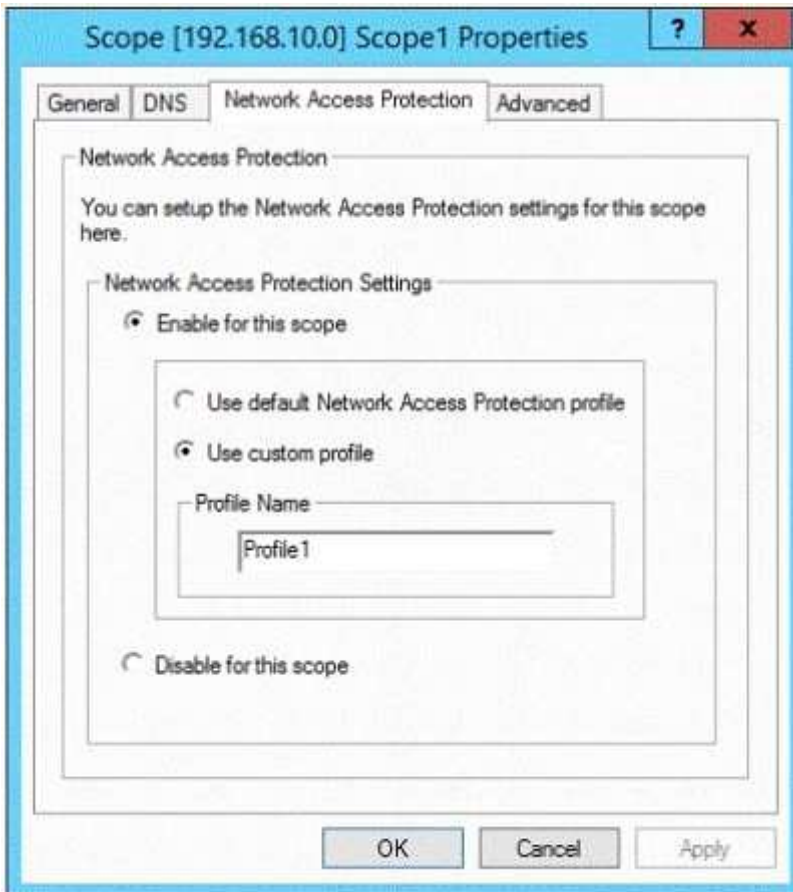 Scope [192.168.10.0] Scope1 Properties
? x
General DNS Network Access Protection Advanced
Network Access Protection
You can setup the Network Access Protection settings for this scope
here.
Network Access Protection Settings
Enable for this scope
Use default Network Access Protection profile
Use custom profile
Profile Name
Profile1
Disable for this scope
OK Cancel Apply